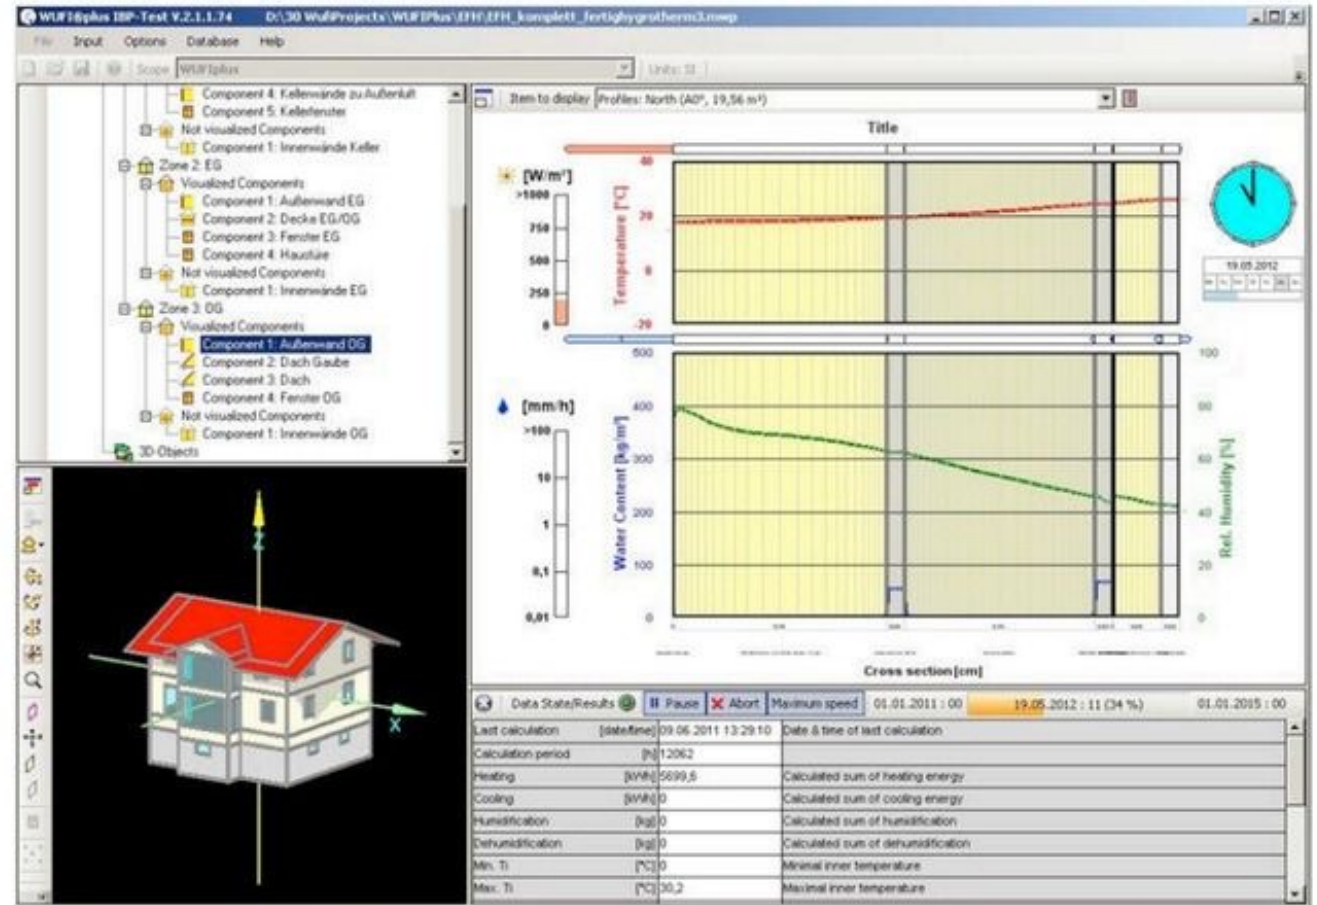 WUFI®plus IBP-Test V.2.1.1.74 D:\30 WufiProjects\WUFIPlus\EFH\EFH_komplett_fertighygrotherm3.mwp
File Input Options Database Help
Scope WUFIplus Units: SI
Component 4: Kellerwände zu Außenluft
Component 5: Kellerfenster
Not visualized Components
Component 1: Innenwände Keller
Zone 2: EG
Visualized Components
Component 1: Außenwand EG
Component 2: Decke EG/OG
Component 3: Fenster EG
Component 4: Haustüre
Not visualized Components
Component 1: Innenwände EG
Zone 3: OG
Visualized Components
Component 1: Außenwand OG
Component 2: Dach Gaube
Component 3: Dach
Component 4: Fenster OG
Not visualized Components
Component 1: Innenwände OG
3D-Objects
Z
X
Item to display Profiles: North (A0°, 19,56 m²)
Title
[W/m²]
>1000
750
500
250
0
Temperature [°C]
40
20
0
-20
19.05.2012
[mm/h]
>100
10
1
0,1
0,01
Water Content [kg/m³]
500
400
300
200
100
0
100
80
60
40
20
0
Rel. Humidity [%]
Cross section [cm]
Data State/Results Pause Abort Maximum speed 01.01.2011 : 00 19.05.2012 : 11 (34 %) 01.01.2015 : 00
Last calculation [date/time] 09.06.2011 13:29:10 Date & time of last calculation
Calculation period [h] 12062
Heating [kWh] 5699,6 Calculated sum of heating energy
Cooling [kWh] 0 Calculated sum of cooling energy
Humidification [kg] 0 Calculated sum of humidification
Dehumidification [kg] 0 Calculated sum of dehumidification
Min. Ti [°C] 0 Minimal inner temperature
Max. Ti [°C] 30,2 Maximal inner temperature